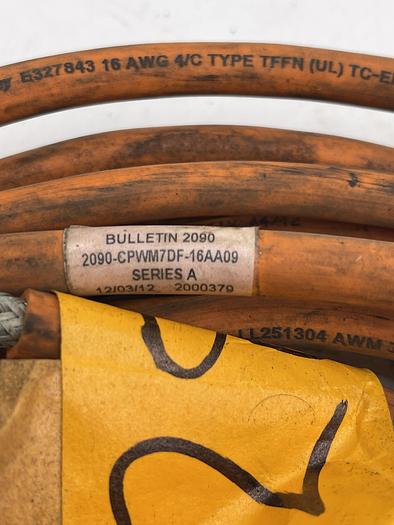 E327843 16 AWG 4/C TYPE TFFN (UL) TC-E
BULLETIN 2090
2090-CPWM7DF-16AA09
SERIES A
12/03/12 2000379
LL251304 AWM